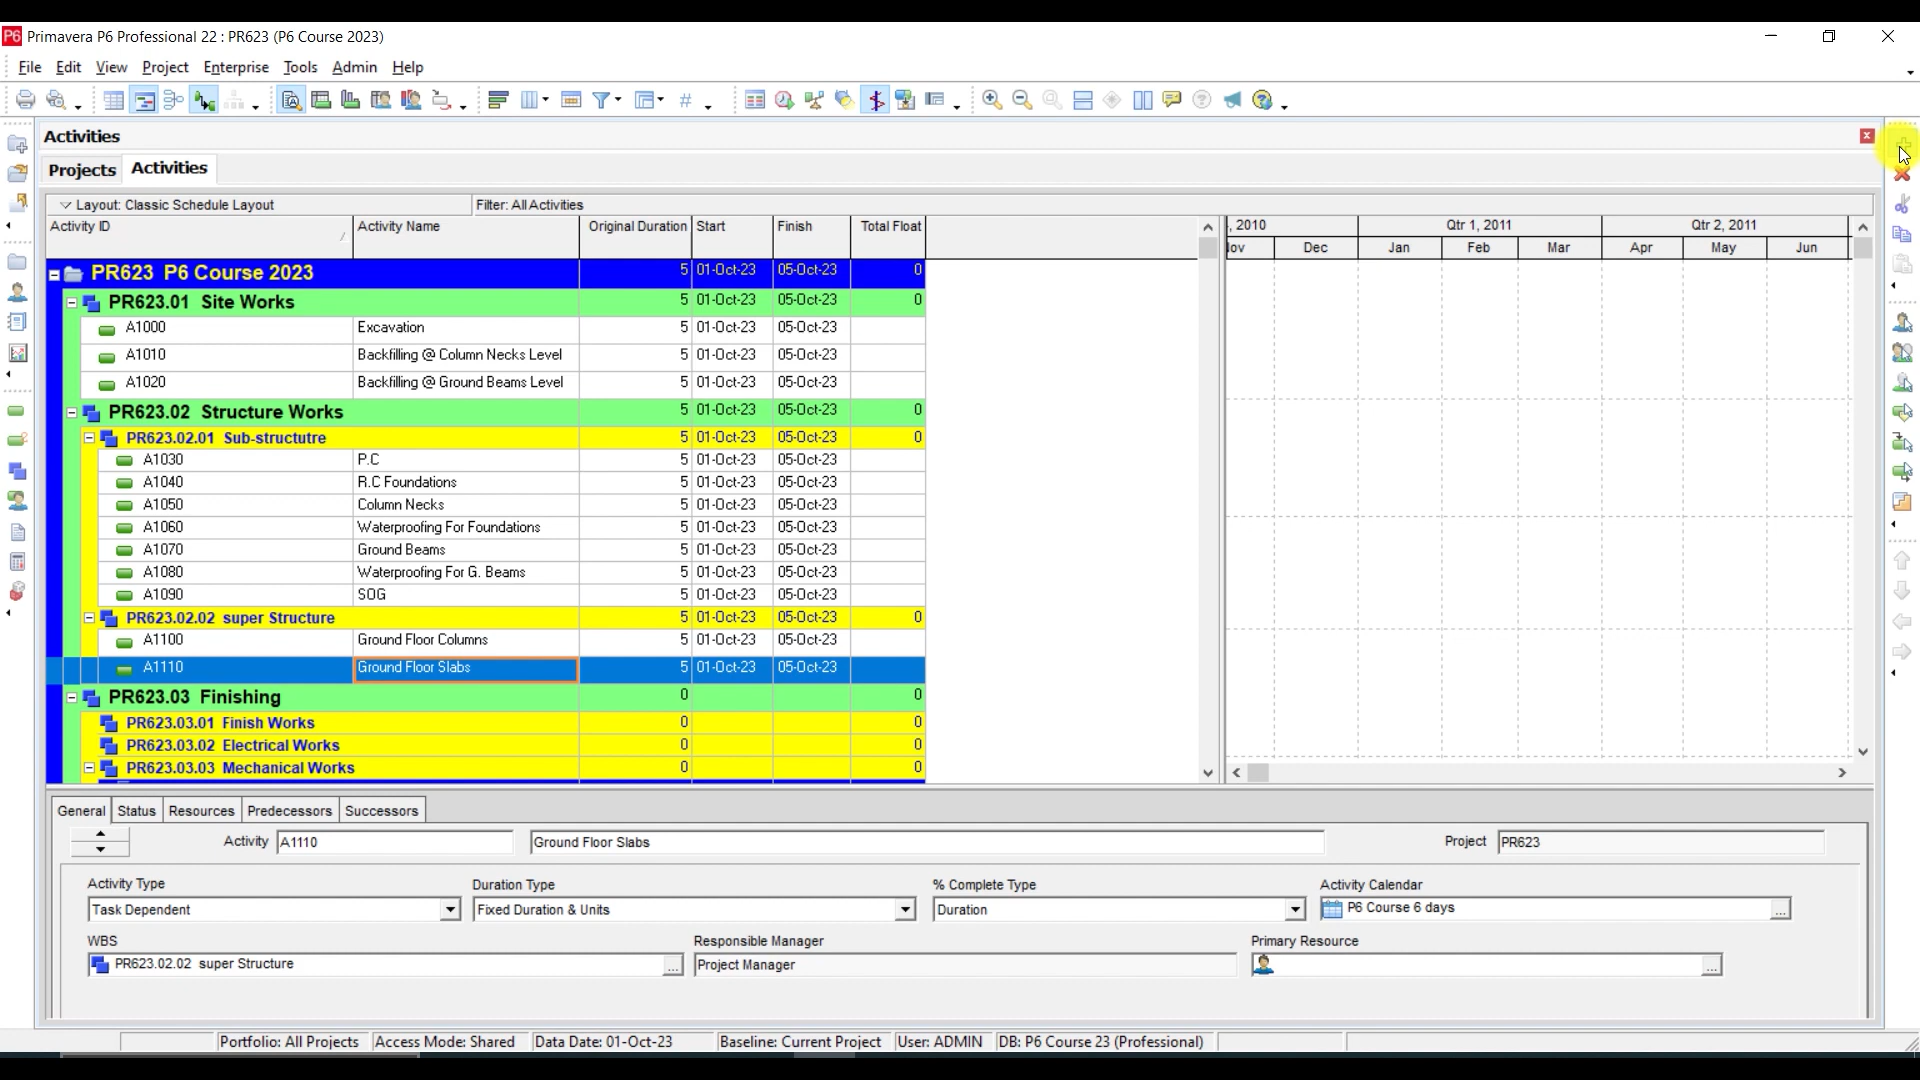 P6 Primavera P6 Professional 22 : PR623 (P6 Course 2023)
File Edit View Project Enterprise Tools Admin Help
Activities
Projects Activities
Layout: Classic Schedule Layout Filter: All Activities
Activity ID Activity Name Original Duration Start Finish Total Float
, 2010 Qtr 1, 2011 Qtr 2, 2011
lov Dec Jan Feb Mar Apr May Jun
PR623 P6 Course 2023 5 01-Oct-23 05-Oct-23 0
PR623.01 Site Works 5 01-Oct-23 05-Oct-23 0
A1000 Excavation 5 01-Oct-23 05-Oct-23
A1010 Backfilling @ Column Necks Level 5 01-Oct-23 05-Oct-23
A1020 Backfilling @ Ground Beams Level 5 01-Oct-23 05-Oct-23
PR623.02 Structure Works 5 01-Oct-23 05-Oct-23 0
PR623.02.01 Sub-structutre 5 01-Oct-23 05-Oct-23 0
A1030 P.C 5 01-Oct-23 05-Oct-23
A1040 R.C Foundations 5 01-Oct-23 05-Oct-23
A1050 Column Necks 5 01-Oct-23 05-Oct-23
A1060 Waterproofing For Foundations 5 01-Oct-23 05-Oct-23
A1070 Ground Beams 5 01-Oct-23 05-Oct-23
A1080 Waterproofing For G. Beams 5 01-Oct-23 05-Oct-23
A1090 SOG 5 01-Oct-23 05-Oct-23
PR623.02.02 super Structure 5 01-Oct-23 05-Oct-23 0
A1100 Ground Floor Columns 5 01-Oct-23 05-Oct-23
A1110 Ground Floor Slabs 5 01-Oct-23 05-Oct-23
PR623.03 Finishing 0 0
PR623.03.01 Finish Works 0 0
PR623.03.02 Electrical Works 0 0
PR623.03.03 Mechanical Works 0 0
General Status Resources Predecessors Successors
Activity A1110 Ground Floor Slabs Project PR623
Activity Type Duration Type % Complete Type Activity Calendar
Task Dependent Fixed Duration & Units Duration P6 Course 6 days ...
WBS Responsible Manager Primary Resource
PR623.02.02 super Structure ... Project Manager ...
Portfolio: All Projects Access Mode: Shared Data Date: 01-Oct-23 Baseline: Current Project User: ADMIN DB: P6 Course 23 (Professional)